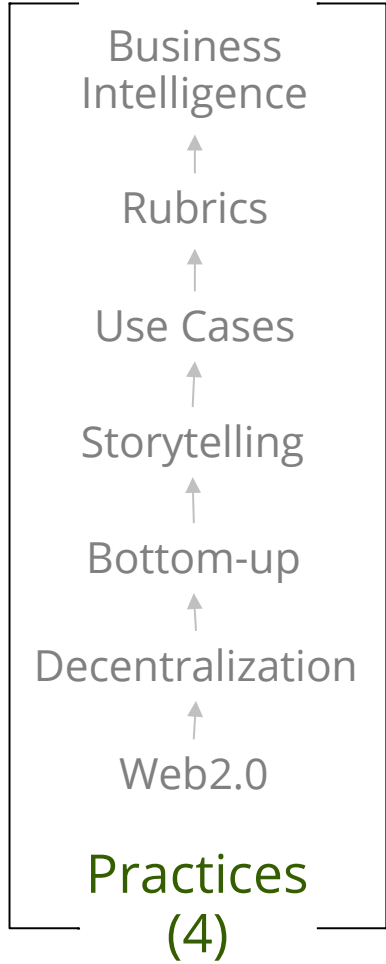 Business
Intelligence
Rubrics
Use Cases
Storytelling
Bottom-up
Decentralization
Web2.0
Practices
(4)